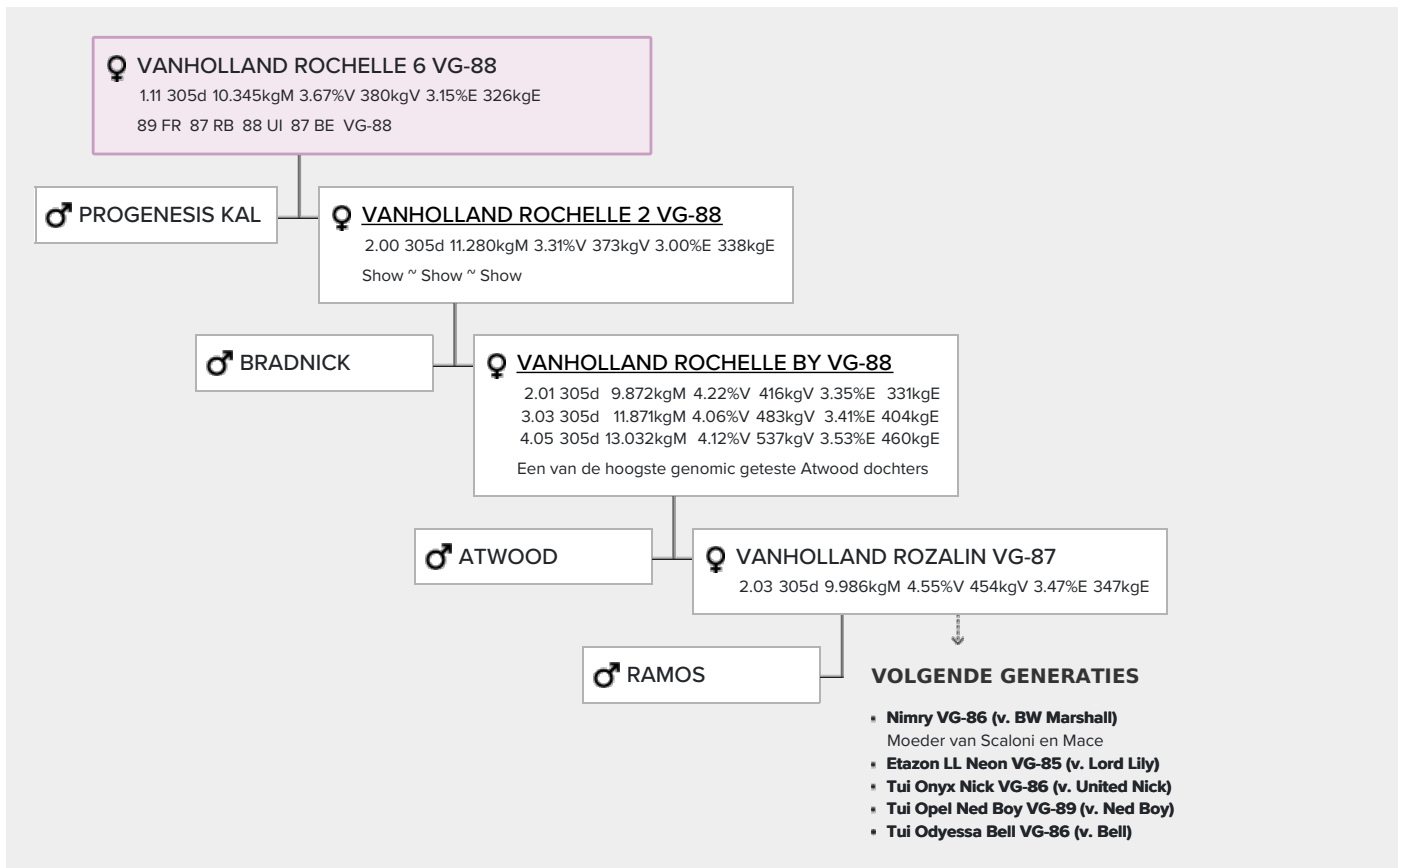 VANHOLLAND ROCHELLE 6 VG-88
1.11 305d 10.345kgM 3.67%V 380kgV 3.15%E 326kgE
89 FR 87 RB 88 UI 87 BE VG-88
PROGENESIS KAL
VANHOLLAND ROCHELLE 2 VG-88
2.00 305d 11.280kgM 3.31%V 373kgV 3.00%E 338kgE
Show ~ Show ~ Show
BRADNICK
VANHOLLAND ROCHELLE BY VG-88
2.01 305d 9.872kgM 4.22%V 416kgV 3.35%E 331kgE
3.03 305d 11.871kgM 4.06%V 483kgV 3.41%E 404kgE
4.05 305d 13.032kgM 4.12%V 537kgV 3.53%E 460kgE
Een van de hoogste genomic geteste Atwood dochters
ATWOOD
VANHOLLAND ROZALIN VG-87
2.03 305d 9.986kgM 4.55%V 454kgV 3.47%E 347kgE
RAMOS
VOLGENDE GENERATIES
Nimry VG-86 (v. BW Marshall)
Moeder van Scaloni en Mace
Etazon LL Neon VG-85 (v. Lord Lily)
Tui Onyx Nick VG-86 (v. United Nick)
Tui Opel Ned Boy VG-89 (v. Ned Boy)
Tui Odyessa Bell VG-86 (v. Bell)